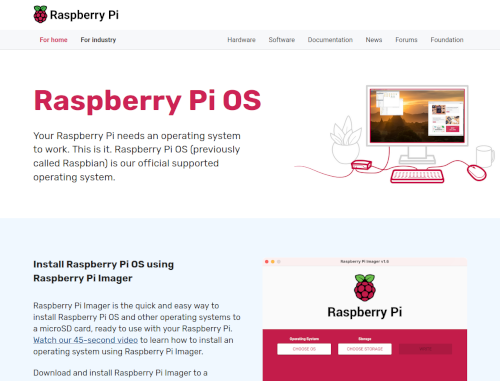 Raspberry Pi
For home For industry Hardware Software Documentation News Forums Foundation
Raspberry Pi OS
Your Raspberry Pi needs an operating system
to work. This is it. Raspberry Pi OS (previously
called Raspbian) is our official supported
operating system.
Install Raspberry Pi OS using
Raspberry Pi Imager
Raspberry Pi Imager is the quick and easy way to
install Raspberry Pi OS and other operating systems to
a microSD card, ready to use with your Raspberry Pi.
Watch our 45-second video to learn how to install an
operating system using Raspberry Pi Imager.
Download and install Raspberry Pi Imager to a
Raspberry Pi Imager v1.6
Raspberry Pi
Operating System Storage
CHOOSE OS CHOOSE STORAGE